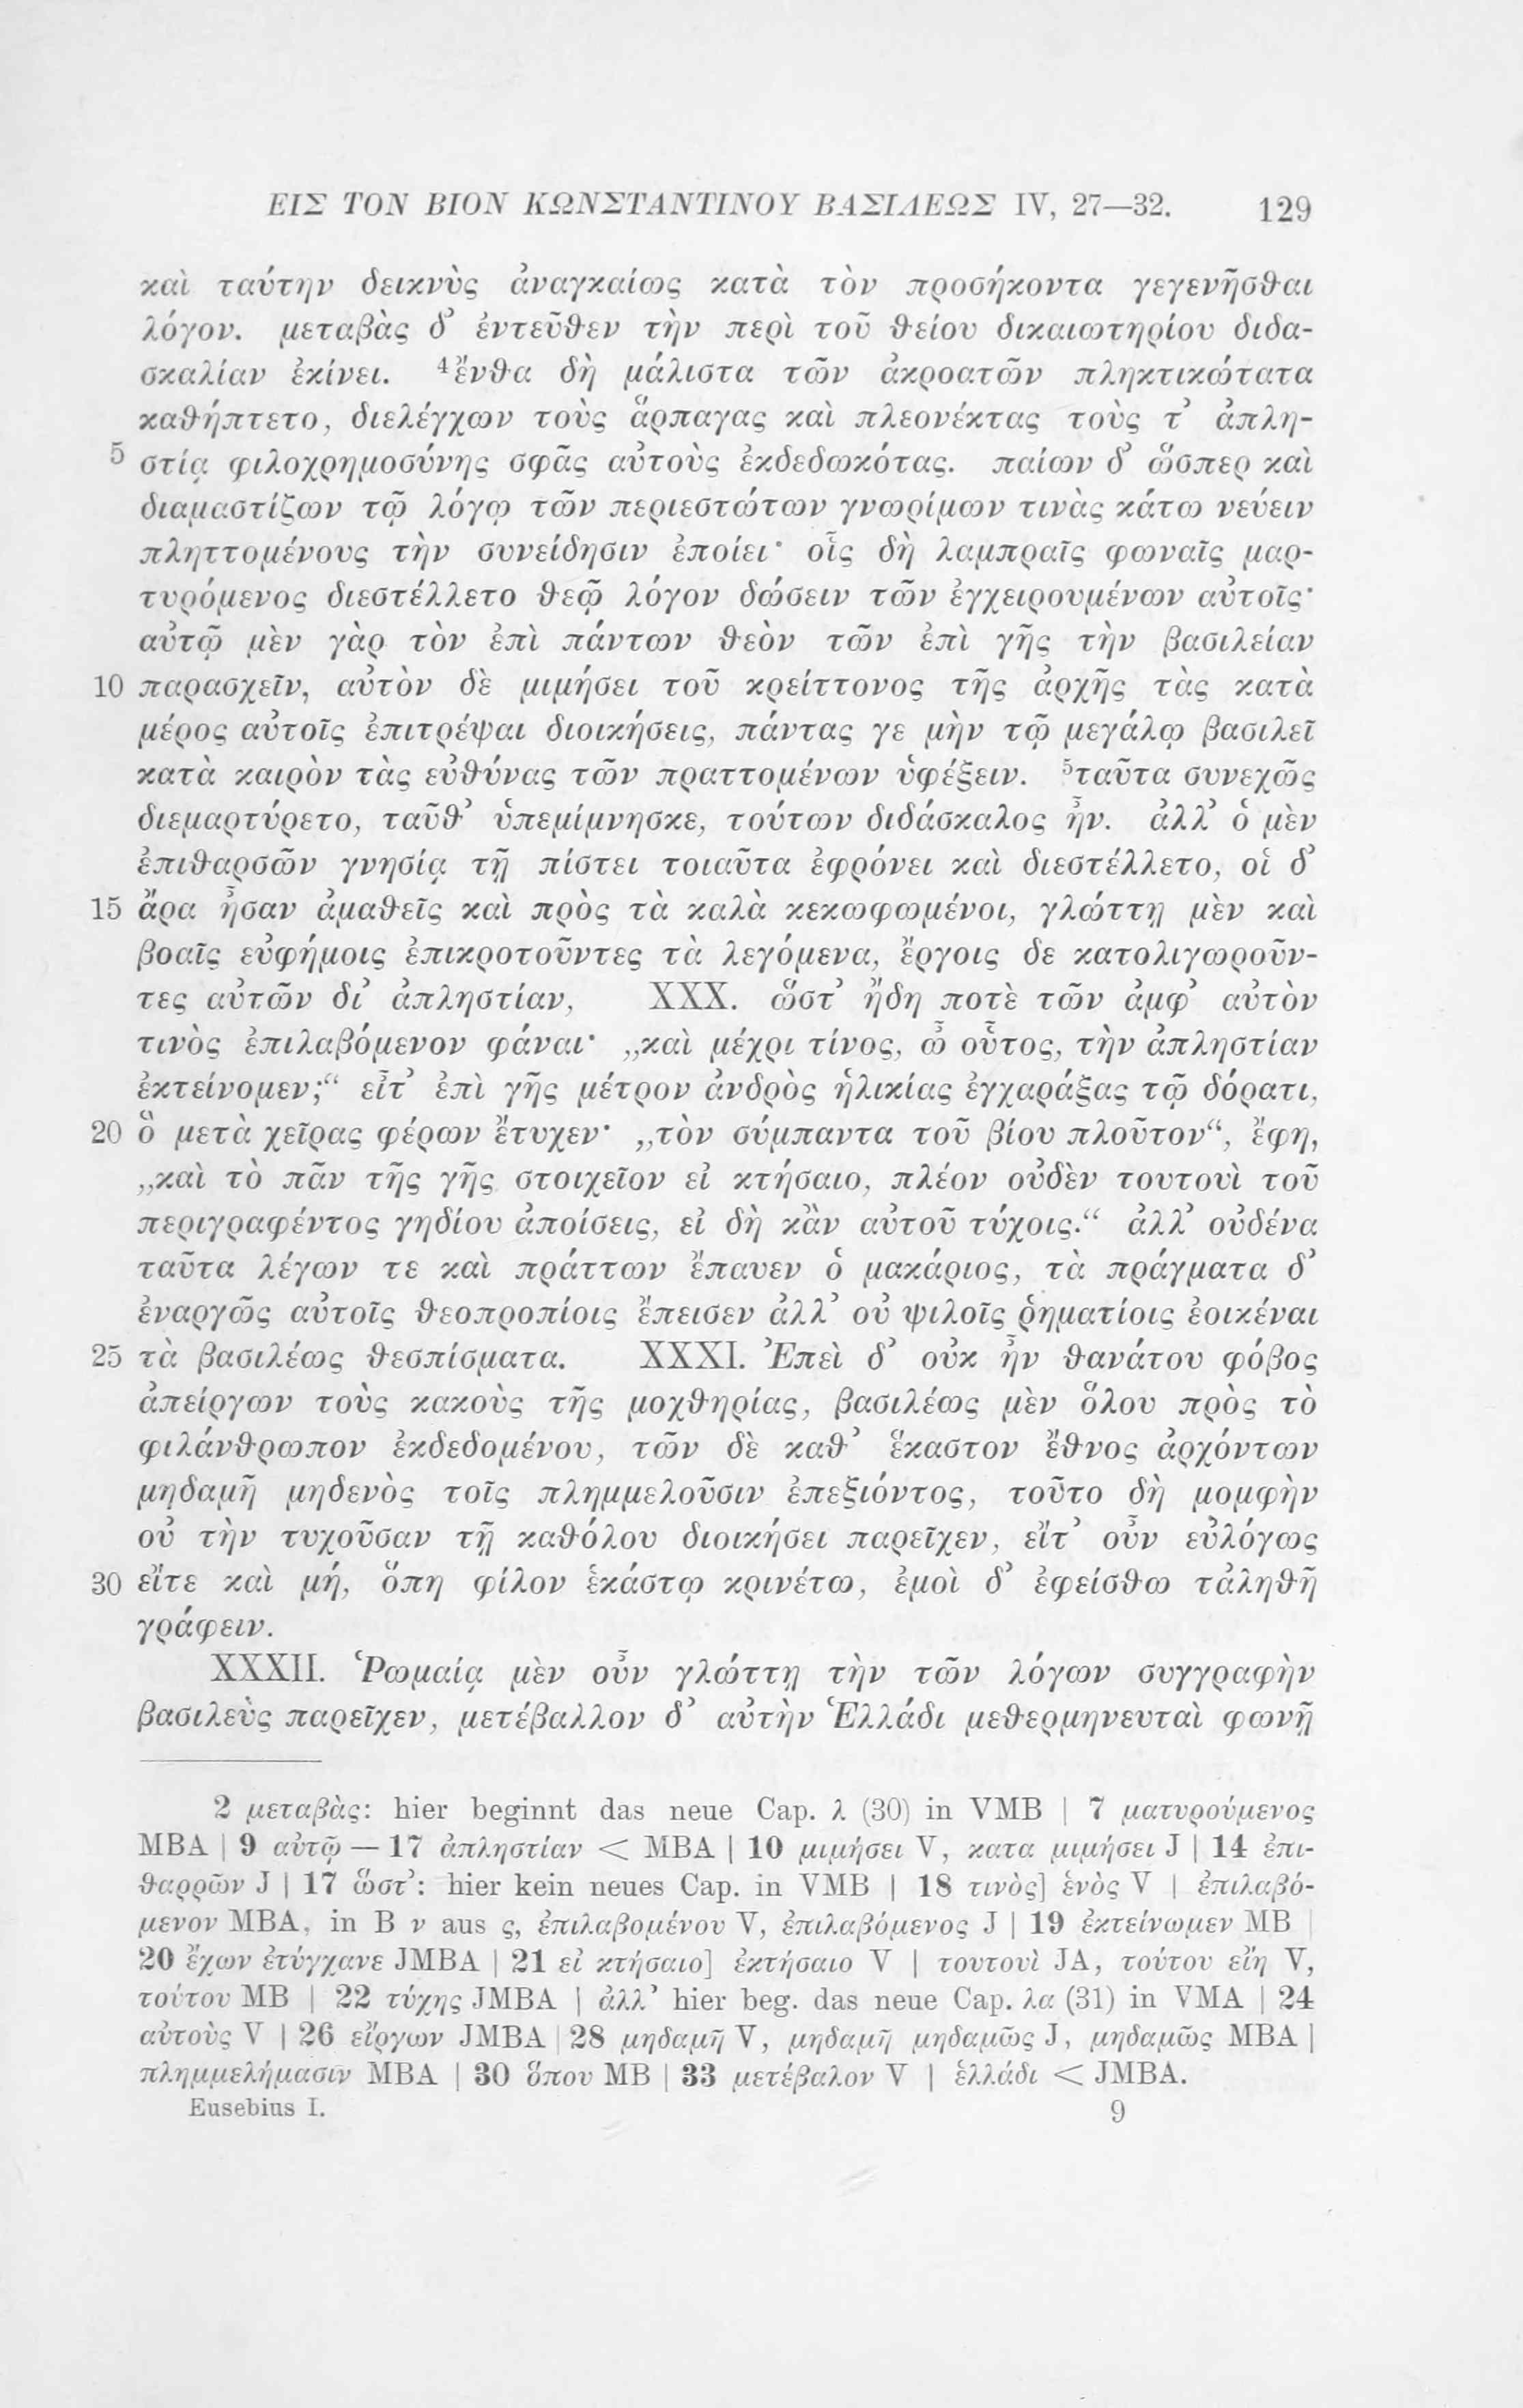 ΕΙΣ ΤΟΝ ΒΙΟΝ ΚΩΝΣΤΑΝΤΙΝΟΥ ΒΑΣΙΛΕΩΣ IV, 27—32. 129
καὶ ταύτην δεικνὺς ἀναγκαίως κατὰ τὸν προσήκοντα γεγενῆσθαι
λόγον. μεταβὰς δ’ ἐντεῦθεν τὴν περὶ τοῦ θείου δικαιωτηρίου διδα-
σκαλίαν ἐκίνει. ⁴ἔνθα δὴ μάλιστα τῶν ἀκροατῶν πληκτικώτατα
καθήπτετο, διελέγχων τοὺς ἅρπαγας καὶ πλεονέκτας τοὺς τ’ ἀπλη-
5 στίᾳ φιλοχρημοσύνης σφᾶς αὐτοὺς ἐκδεδωκότας. παίων δ’ ὥσπερ καὶ
διαμαστίζων τῷ λόγῳ τῶν περιεστώτων γνωρίμων τινὰς κάτω νεύειν
πληττομένους τὴν συνείδησιν ἐποίει· οἷς δὴ λαμπραῖς φωναῖς μαρ-
τυρόμενος διεστέλλετο θεῷ λόγον δώσειν τῶν ἐγχειρουμένων αὐτοῖς·
αὐτῷ μὲν γὰρ τὸν ἐπὶ πάντων θεὸν τῶν ἐπὶ γῆς τὴν βασιλείαν
10 παρασχεῖν, αὐτὸν δὲ μιμήσει τοῦ κρείττονος τῆς ἀρχῆς τὰς κατὰ
μέρος αὐτοῖς ἐπιτρέψαι διοικήσεις, πάντας γε μὴν τῷ μεγάλῳ βασιλεῖ
κατὰ καιρὸν τὰς εὐθύνας τῶν πραττομένων ὑφέξειν. ⁵ταῦτα συνεχῶς
διεμαρτύρετο, ταῦθ’ ὑπεμίμνησκε, τούτων διδάσκαλος ἦν. ἀλλ’ ὁ μὲν
ἐπιθαρσῶν γνησίᾳ τῇ πίστει τοιαῦτα ἐφρόνει καὶ διεστέλλετο, οἱ δ’
15 ἄρα ἦσαν ἀμαθεῖς καὶ πρὸς τὰ καλὰ κεκωφωμένοι, γλώττῃ μὲν καὶ
βοαῖς εὐφήμοις ἐπικροτοῦντες τὰ λεγόμενα, ἔργοις δε κατολιγωροῦν-
τες αὐτῶν δι’ ἀπληστίαν, XXX. ὥστ’ ἤδη ποτὲ τῶν ἀμφ’ αὐτὸν
τινὸς ἐπιλαβόμενον φάναι· „καὶ μέχρι τίνος, ὦ οὗτος, τὴν ἀπληστίαν
ἐκτείνομεν;“ εἶτ’ ἐπὶ γῆς μέτρον ἀνδρὸς ἡλικίας ἐγχαράξας τῷ δόρατι,
20 ὃ μετὰ χεῖρας φέρων ἔτυχεν· „τὸν σύμπαντα τοῦ βίου πλοῦτον“, ἔφη,
„καὶ τὸ πᾶν τῆς γῆς στοιχεῖον εἰ κτήσαιο, πλέον οὐδὲν τουτουὶ τοῦ
περιγραφέντος γηδίου ἀποίσεις, εἰ δὴ κἂν αὐτοῦ τύχοις.“ ἀλλ’ οὐδένα
ταῦτα λέγων τε καὶ πράττων ἔπαυεν ὁ μακάριος, τὰ πράγματα δ’
ἐναργῶς αὐτοῖς θεοπροπίοις ἔπεισεν ἀλλ’ οὐ ψιλοῖς ῥηματίοις ἐοικέναι
25 τὰ βασιλέως θεσπίσματα. XXXI. Ἐπεὶ δ’ οὐκ ἦν θανάτου φόβος
ἀπείργων τοὺς κακοὺς τῆς μοχθηρίας, βασιλέως μὲν ὅλου πρὸς τὸ
φιλάνθρωπον ἐκδεδομένου, τῶν δὲ καθ’ ἕκαστον ἔθνος ἀρχόντων
μηδαμῆ μηδενὸς τοῖς πλημμελοῦσιν ἐπεξιόντος, τοῦτο δὴ μομφὴν
οὐ τὴν τυχοῦσαν τῇ καθόλου διοικήσει παρεῖχεν, εἴτ’ οὖν εὐλόγως
30 εἴτε καὶ μή, ὅπη φίλον ἑκάστῳ κρινέτω, ἐμοὶ δ’ ἐφείσθω τἀληθῆ
γράφειν.
XXXII. Ῥωμαίᾳ μὲν οὖν γλώττῃ τὴν τῶν λόγων συγγραφὴν
βασιλεὺς παρεῖχεν, μετέβαλλον δ’ αὐτὴν Ἑλλάδι μεθερμηνευταὶ φωνῇ
2 μεταβὰς: hier beginnt das neue Cap. λ (30) in VMB | 7 ματυρούμενος
MBA | 9 αὐτῷ — 17 ἀπληστίαν < MBA | 10 μιμήσει V, κατα μιμήσει J | 14 ἐπι-
θαρρῶν J | 17 ὥστ’: hier kein neues Cap. in VMB | 18 τινὸς] ἑνὸς V | ἐπιλαβό-
μενον MBA, in B ν aus ς, ἐπιλαβομένου V, ἐπιλαβόμενος J | 19 ἐκτείνωμεν MB |
20 ἔχων ἐτύγχανε JMBA | 21 εἰ κτήσαιο] ἐκτήσαιο V | τουτουὶ JA, τούτου εἴη V,
τούτου MB | 22 τύχης JMBA | ἀλλ’ hier beg. das neue Cap. λα (31) in VMA | 24
αὐτοὺς V | 26 εἴργων JMBA | 28 μηδαμῆ V, μηδαμῆ μηδαμῶς J, μηδαμῶς MBA |
πλημμελήμασιν MBA | 30 ὅπου MB | 33 μετέβαλον V | ἑλλάδι < JMBA.
Eusebius I. 9